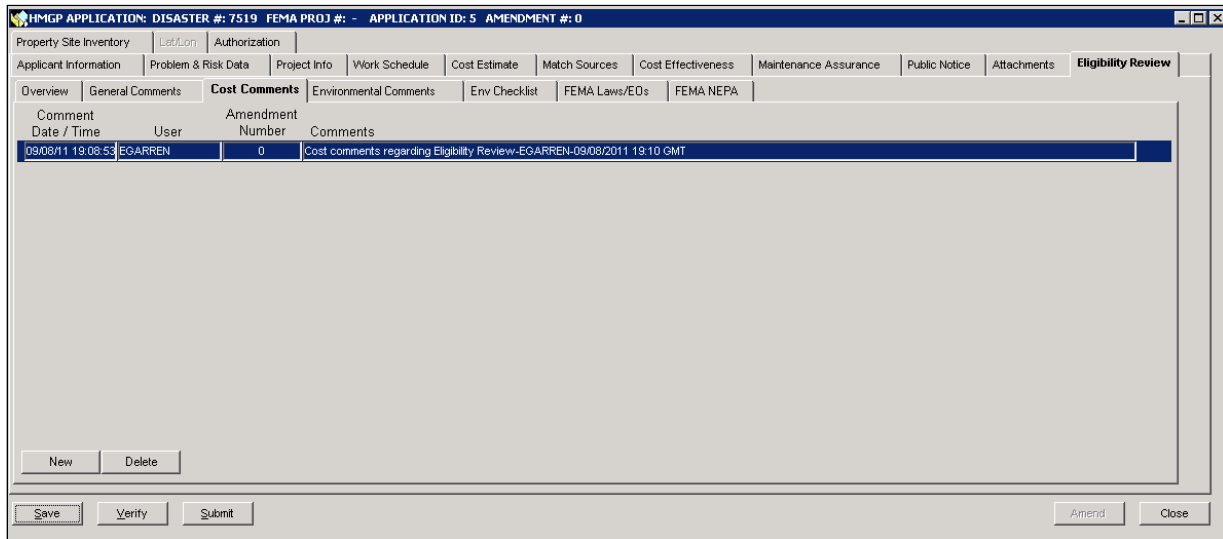 HMGP APPLICATION: DISASTER #: 7519 FEMA PROJ #: - APPLICATION ID: 5 AMENDMENT #: 0
Property Site Inventory Lat/Lon Authorization
Applicant Information Problem & Risk Data Project Info Work Schedule Cost Estimate Match Sources Cost Effectiveness Maintenance Assurance Public Notice Attachments Eligibility Review
Overview General Comments Cost Comments Environmental Comments Env Checklist FEMA Laws/EOs FEMA NEPA
Comment Amendment
Date / Time User Number Comments
09/08/11 19:08:53 EGARREN 0 Cost comments regarding Eligibility Review-EGARREN-09/08/2011 19:10 GMT
New Delete
Save Verify Submit Amend Close